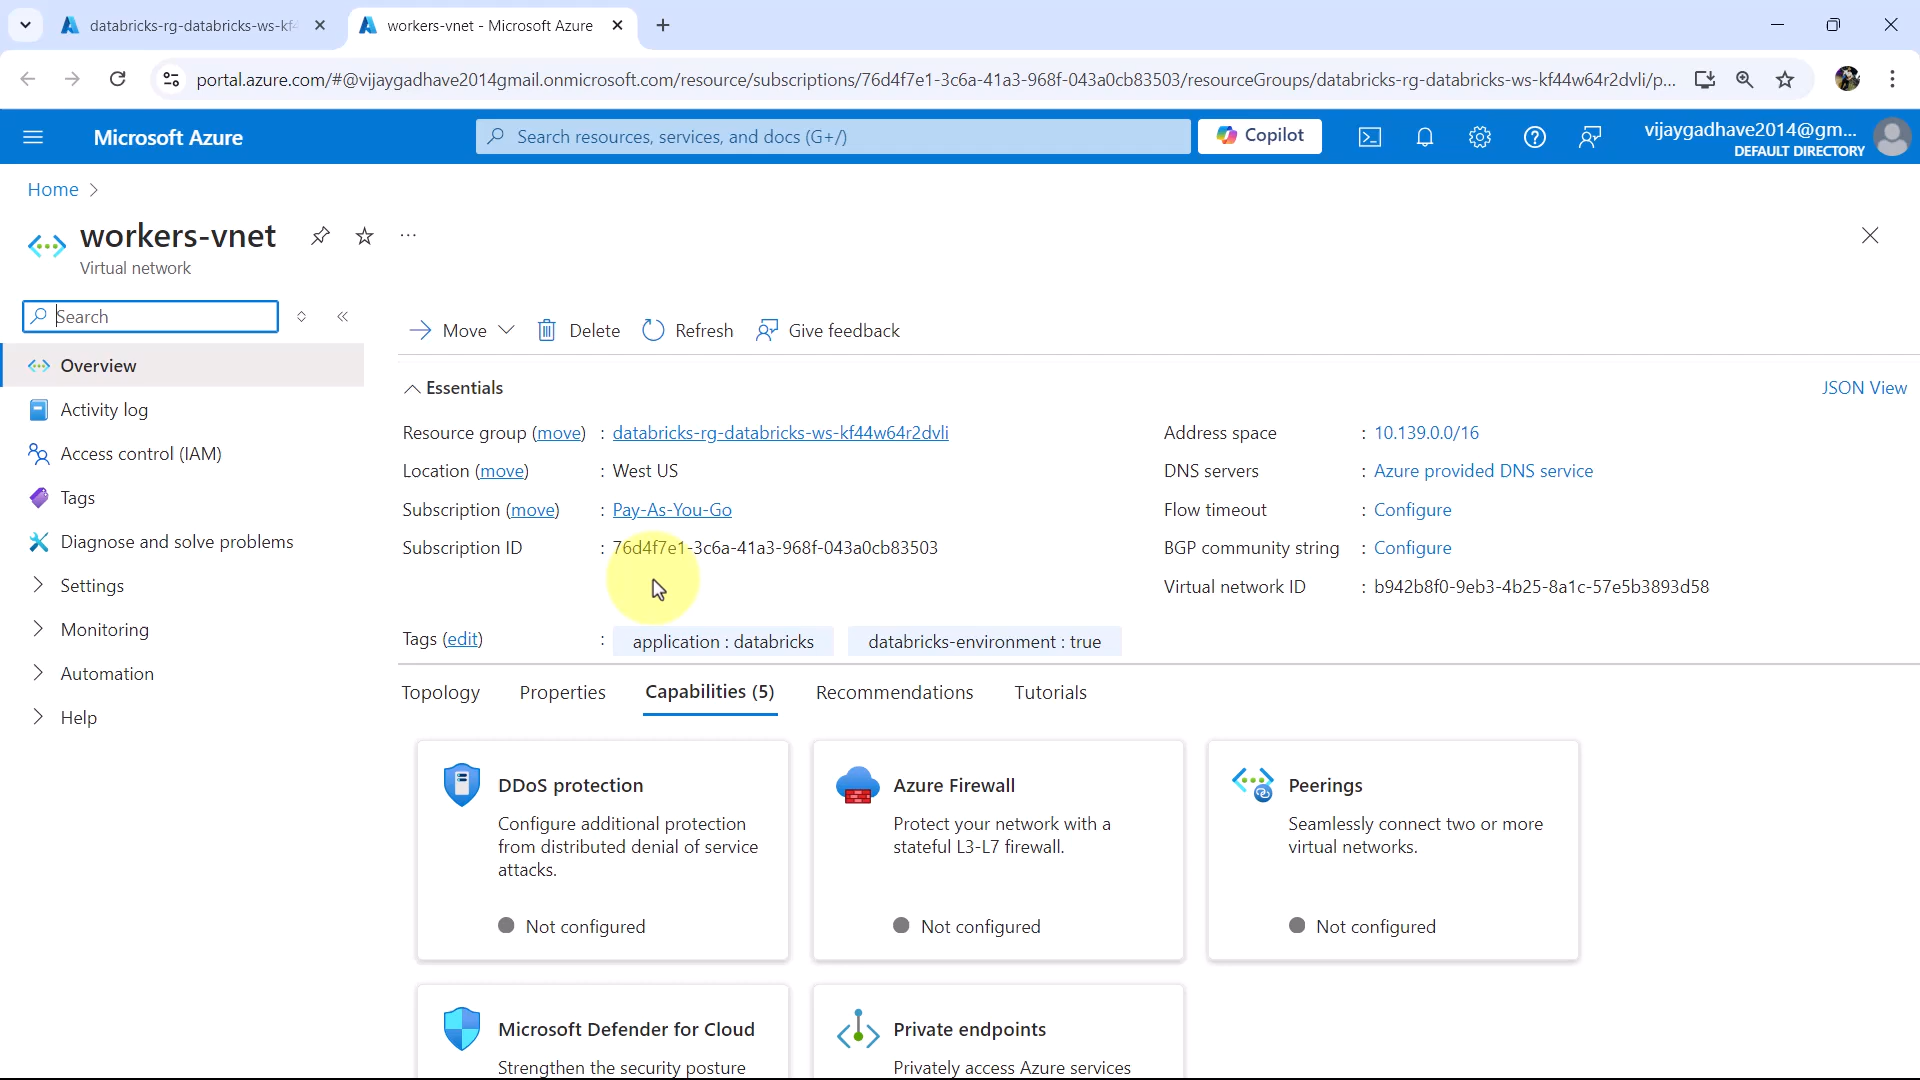 databricks-rg-databricks-ws-kf4
workers-vnet - Microsoft Azure
portal.azure.com/#@vijaygadhave2014gmail.onmicrosoft.com/resource/subscriptions/76d4f7e1-3c6a-41a3-968f-043a0cb83503/resourceGroups/databricks-rg-databricks-ws-kf44w64r2dvli/p...
Microsoft Azure
Search resources, services, and docs (G+/)
Copilot
vijaygadhave2014@gm...
DEFAULT DIRECTORY
Home
workers-vnet
Virtual network
Search
Overview
Activity log
Access control (IAM)
Tags
Diagnose and solve problems
Settings
Monitoring
Automation
Help
Move
Delete
Refresh
Give feedback
Essentials
JSON View
Resource group (move) : databricks-rg-databricks-ws-kf44w64r2dvli
Location (move) : West US
Subscription (move) : Pay-As-You-Go
Subscription ID : 76d4f7e1-3c6a-41a3-968f-043a0cb83503
Address space : 10.139.0.0/16
DNS servers : Azure provided DNS service
Flow timeout : Configure
BGP community string : Configure
Virtual network ID : b942b8f0-9eb3-4b25-8a1c-57e5b3893d58
Tags (edit) : application : databricks databricks-environment : true
Topology Properties Capabilities (5) Recommendations Tutorials
DDoS protection
Configure additional protection
from distributed denial of service
attacks.
Not configured
Azure Firewall
Protect your network with a
stateful L3-L7 firewall.
Not configured
Peerings
Seamlessly connect two or more
virtual networks.
Not configured
Microsoft Defender for Cloud
Strengthen the security posture
Private endpoints
Privately access Azure services